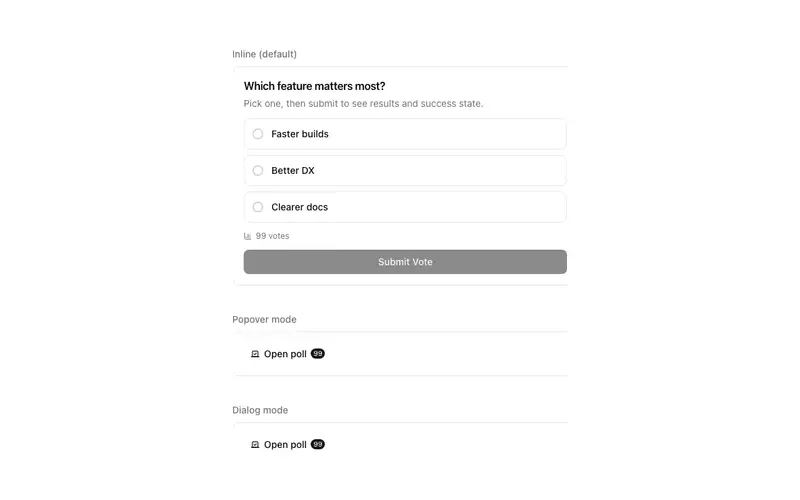 Inline (default)
Which feature matters most?
Pick one, then submit to see results and success state.
Faster builds
Better DX
Clearer docs
99 votes
Submit Vote
Popover mode
Open poll 99
Dialog mode
Open poll 99